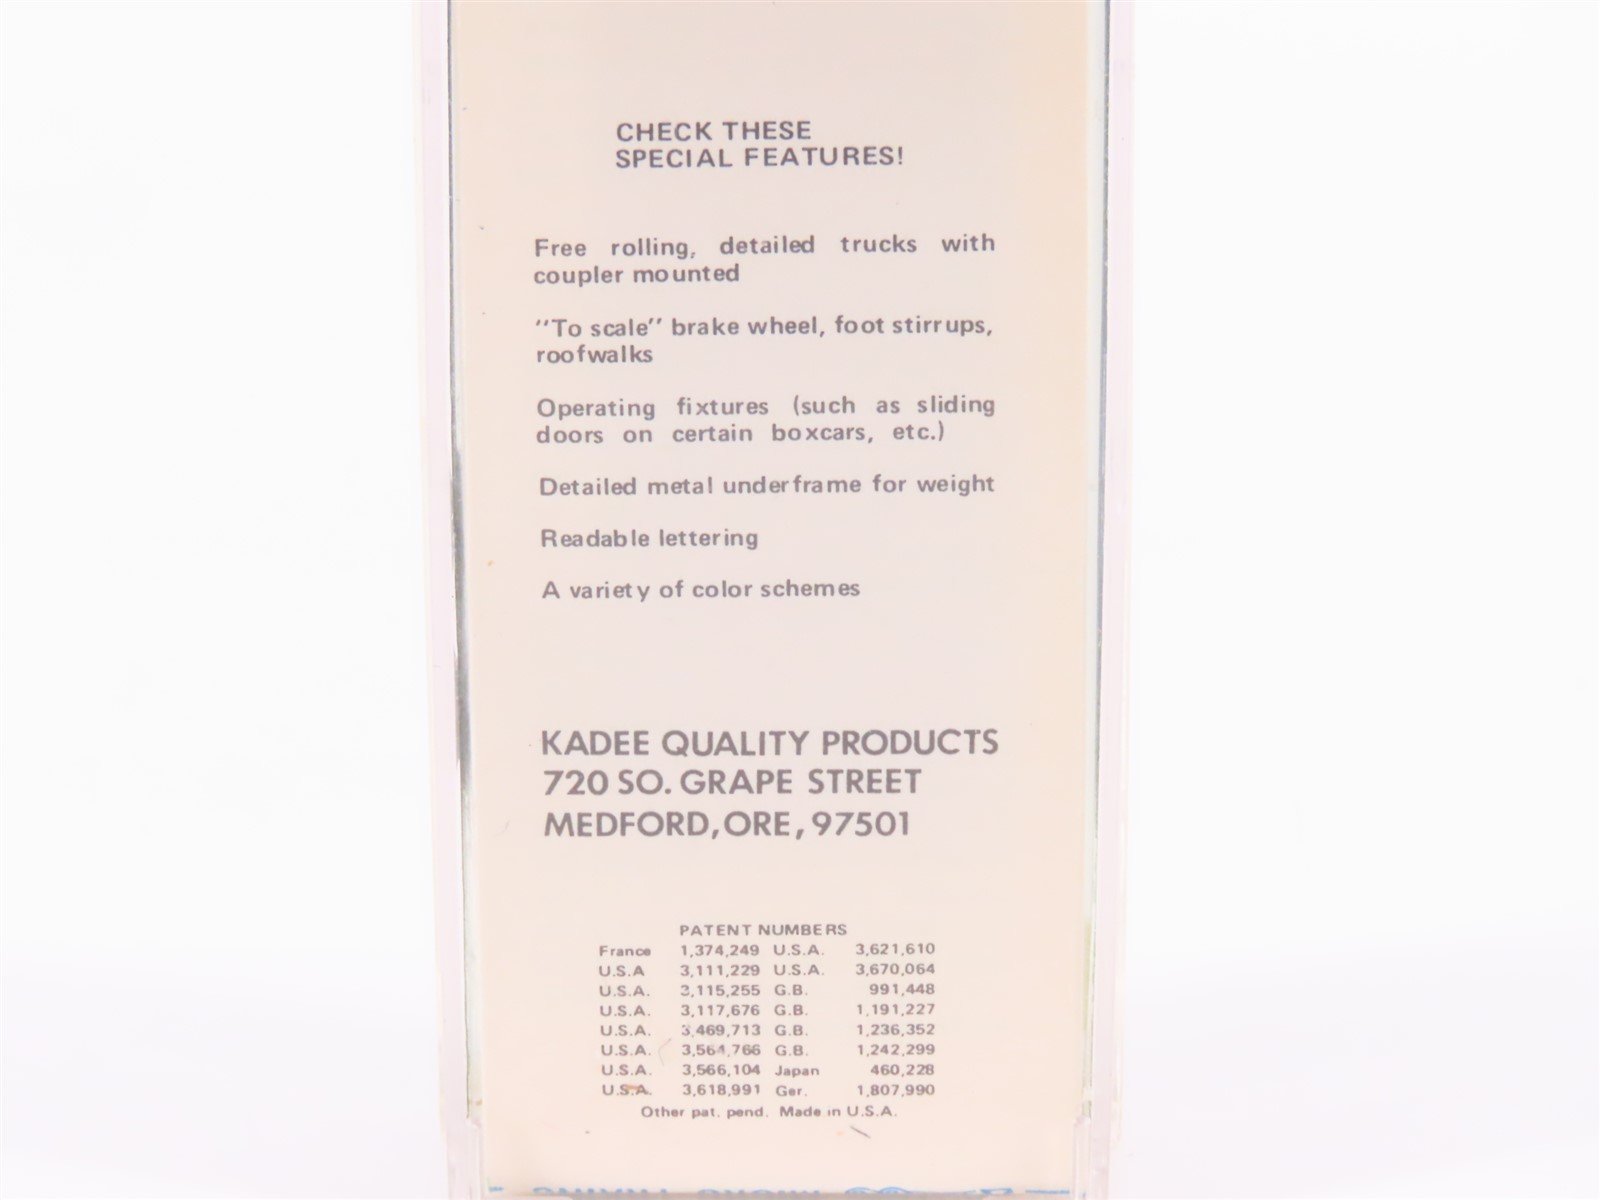 CHECK THESE
SPECIAL FEATURES!
Free rolling, detailed trucks with
coupler mounted
"To scale" brake wheel, foot stirrups,
roofwalks
Operating fixtures (such as sliding
doors on certain boxcars, etc.)
Detailed metal underframe for weight
Readable lettering
A variety of color schemes
KADEE QUALITY PRODUCTS
720 SO. GRAPE STREET
MEDFORD, ORE, 97501
PATENT NUMBERS
France 1,374,249 U.S.A. 3,621,610
U.S.A 3,111,229 U.S.A. 3,670,064
U.S.A. 3,115,255 G.B. 991,448
U.S.A. 3,117,676 G.B. 1,191,227
U.S.A. 3,469,713 G.B. 1,236,352
U.S.A. 3,564,766 G.B. 1,242,299
U.S.A. 3,566,104 Japan 460,228
U.S.A. 3,618,991 Ger. 1,807,990
Other pat. pend. Made in U.S.A.